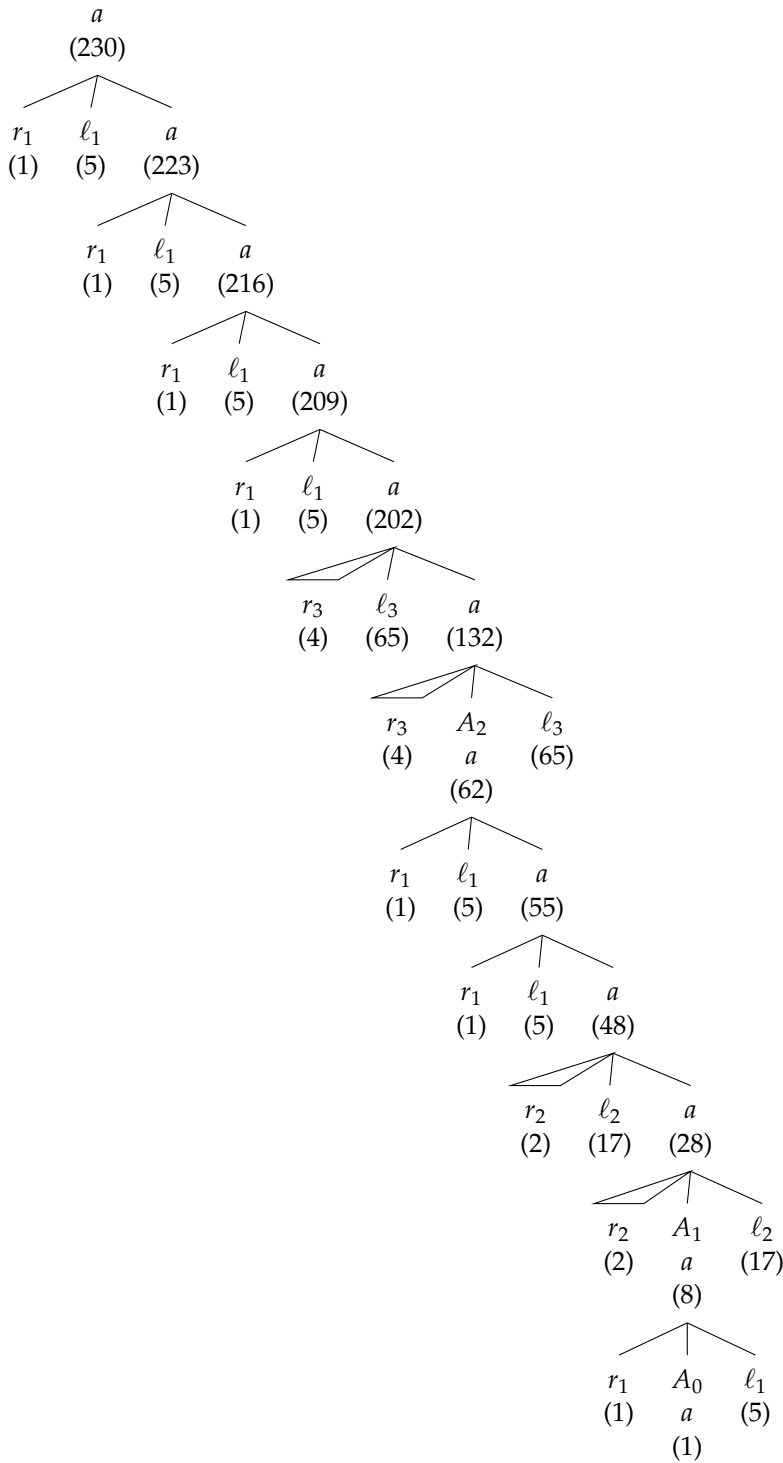 a
(230)
r₁ ℓ₁ a
(1) (5) (223)
r₁ ℓ₁ a
(1) (5) (216)
r₁ ℓ₁ a
(1) (5) (209)
r₁ ℓ₁ a
(1) (5) (202)
r₃ ℓ₃ a
(4) (65) (132)
r₃ A₂ ℓ₃
(4) a (65)
(62)
r₁ ℓ₁ a
(1) (5) (55)
r₁ ℓ₁ a
(1) (5) (48)
r₂ ℓ₂ a
(2) (17) (28)
r₂ A₁ ℓ₂
(2) a (17)
(8)
r₁ A₀ ℓ₁
(1) a (5)
(1)